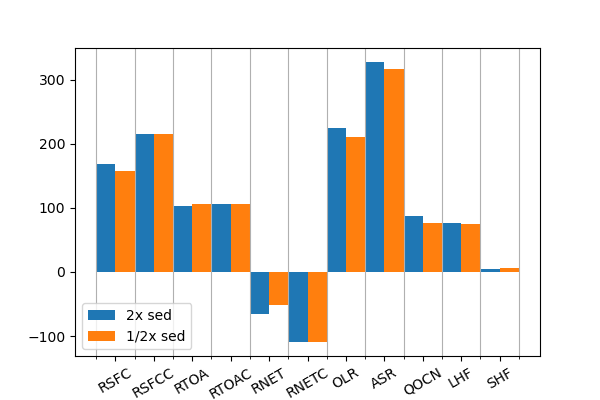 300
200
100
0
−100
2x sed
1/2x sed
RSFC RSFCC RTOA RTOAC RNET RNETC OLR ASR QOCN LHF SHF